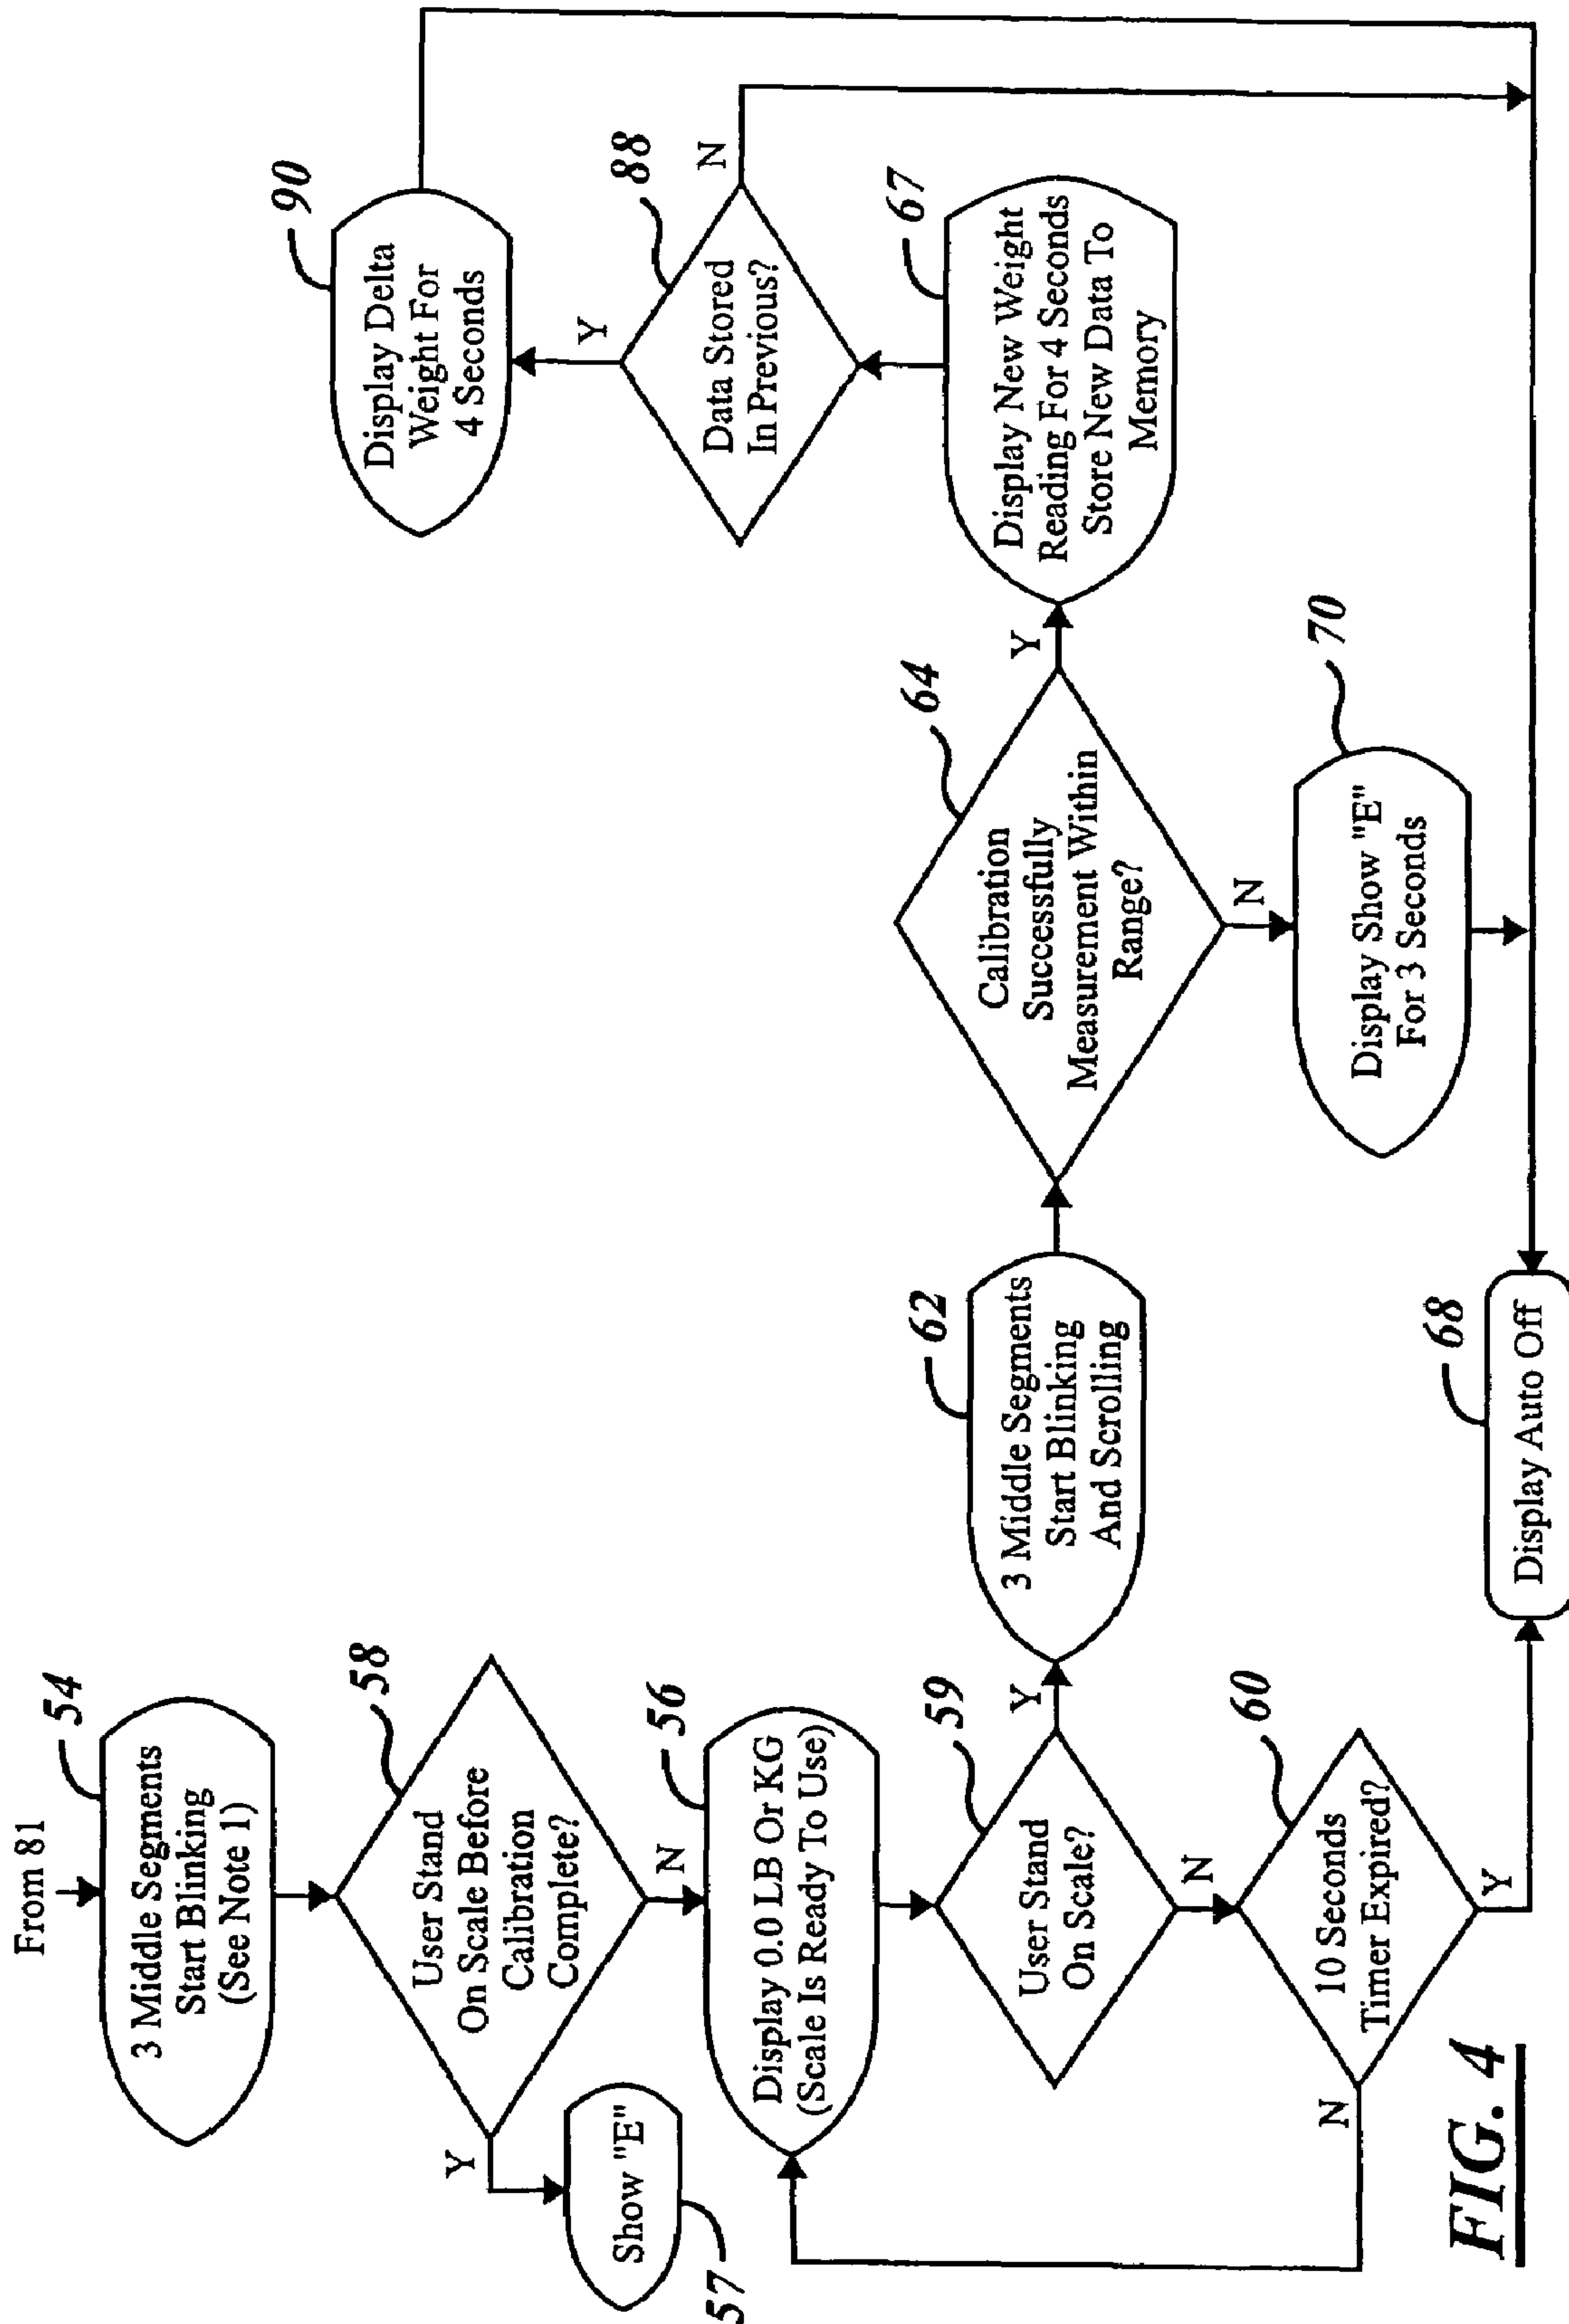 From 81
54
3 Middle Segments
Start Blinking
(See Note 1)
58
User Stand
On Scale Before
Calibration
Complete?
Y
N
Show "E"
57
56
Display 0.0 LB Or KG
(Scale Is Ready To Use)
59
User Stand
On Scale?
Y
N
60
10 Seconds
Timer Expired?
N
Y
62
3 Middle Segments
Start Blinking
And Scrolling
64
Calibration
Successfully
Measurement Within
Range?
Y
N
67
Display New Weight
Reading For 4 Seconds
Store New Data To
Memory
88
Data Stored
In Previous?
Y
N
90
Display Delta
Weight For
4 Seconds
70
Display Show "E"
For 3 Seconds
68
Display Auto Off
FIG. 4